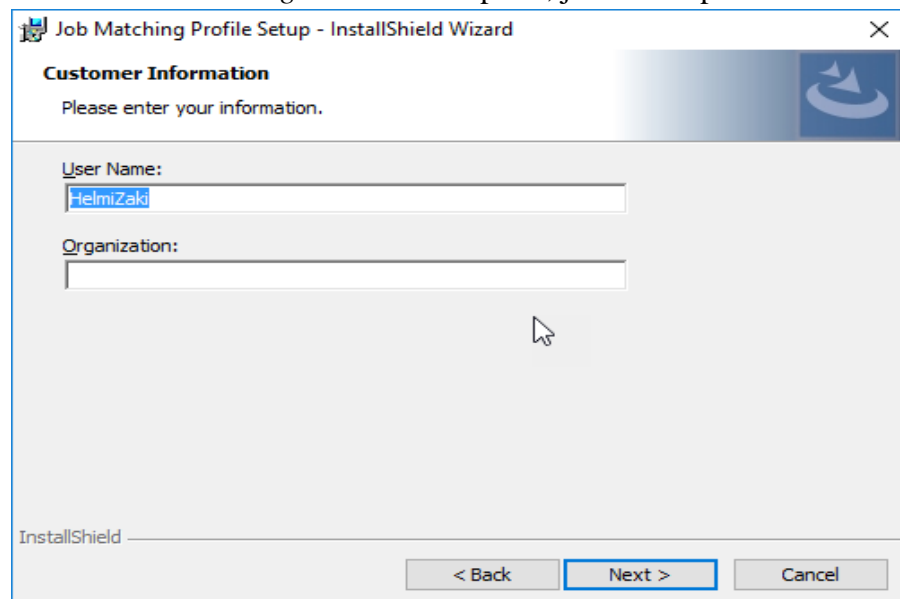 Job Matching Profile Setup - InstallShield Wizard
Customer Information
Please enter your information.
User Name:
HelmiZaki
Organization:
InstallShield
< Back Next > Cancel